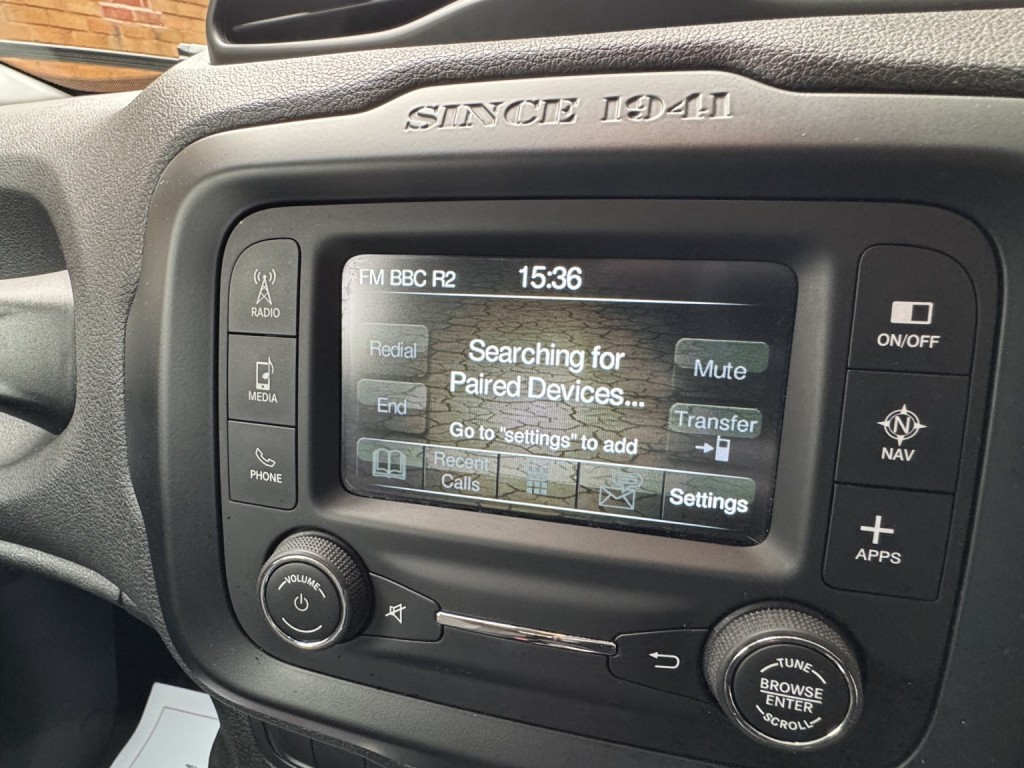 SINCE 1941
FM BBC R2 15:36
RADIO
MEDIA
PHONE
Redial
End
Searching for
Paired Devices...
Go to "settings" to add
Mute
Transfer
Recent
Calls
Settings
ON/OFF
N
NAV
APPS
VOLUME
TUNE
BROWSE
ENTER
SCROLL